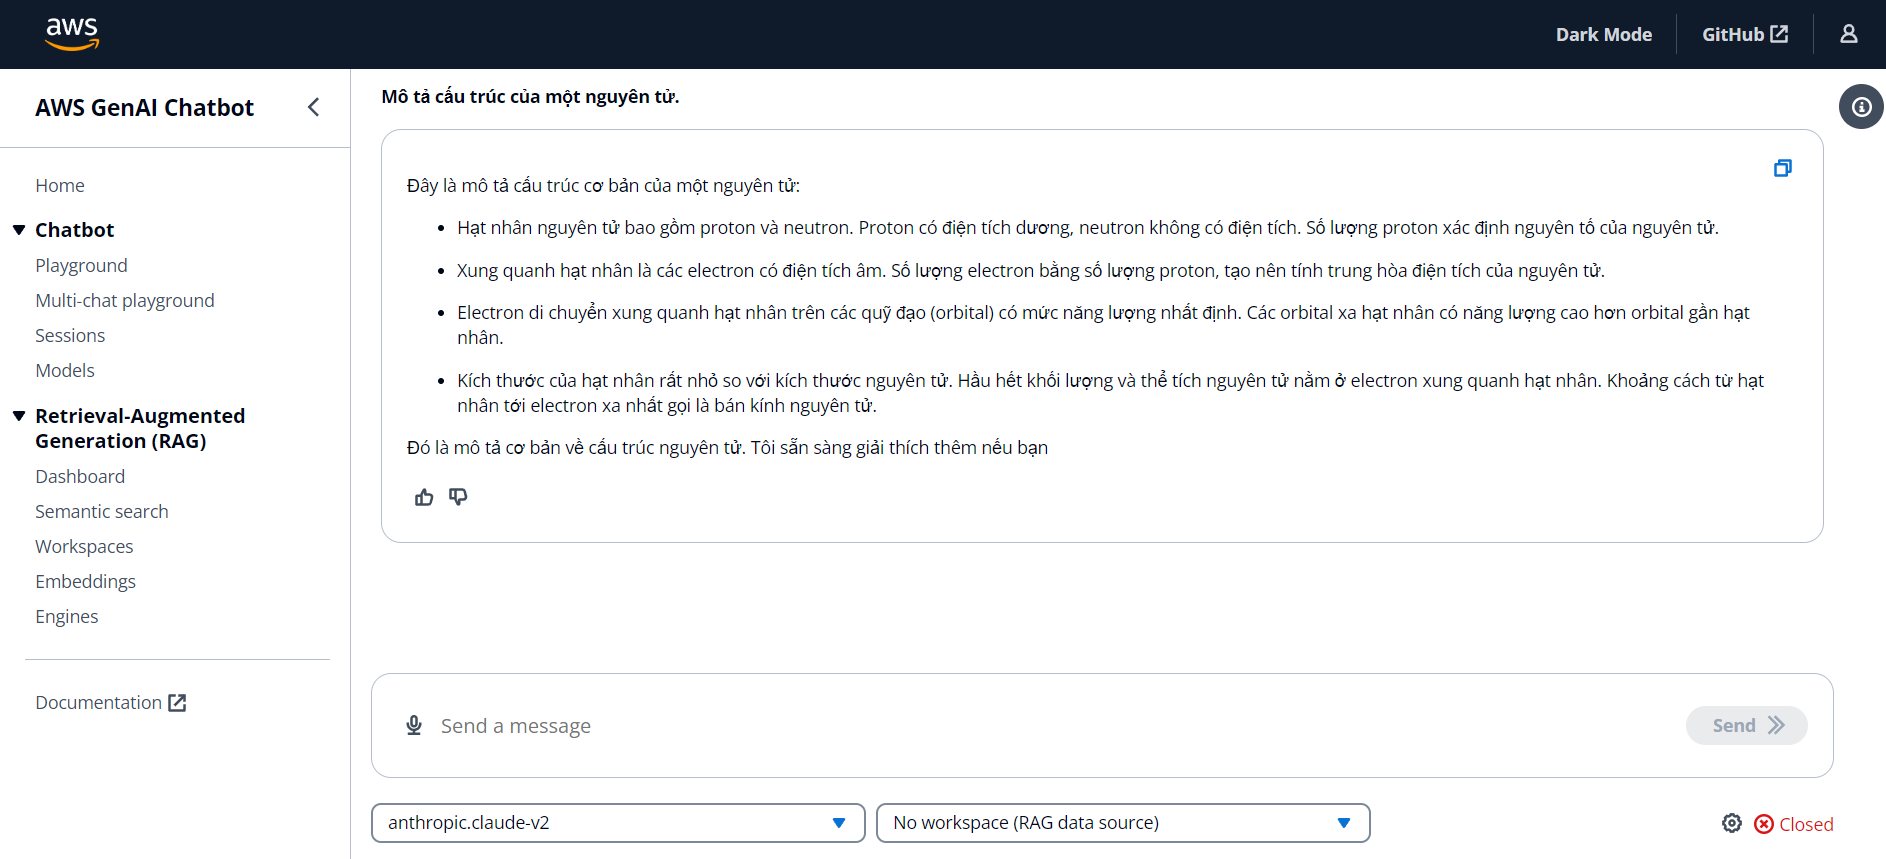 aws
Dark Mode
GitHub
AWS GenAI Chatbot
Home
Chatbot
Playground
Multi-chat playground
Sessions
Models
Retrieval-Augmented
Generation (RAG)
Dashboard
Semantic search
Workspaces
Embeddings
Engines
Documentation
Mô tả cấu trúc của một nguyên tử.
Đây là mô tả cấu trúc cơ bản của một nguyên tử:
• Hạt nhân nguyên tử bao gồm proton và neutron. Proton có điện tích dương, neutron không có điện tích. Số lượng proton xác định nguyên tố của nguyên tử.
• Xung quanh hạt nhân là các electron có điện tích âm. Số lượng electron bằng số lượng proton, tạo nên tính trung hòa điện tích của nguyên tử.
• Electron di chuyển xung quanh hạt nhân trên các quỹ đạo (orbital) có mức năng lượng nhất định. Các orbital xa hạt nhân có năng lượng cao hơn orbital gần hạt
nhân.
• Kích thước của hạt nhân rất nhỏ so với kích thước nguyên tử. Hầu hết khối lượng và thể tích nguyên tử nằm ở electron xung quanh hạt nhân. Khoảng cách từ hạt
nhân tới electron xa nhất gọi là bán kính nguyên tử.
Đó là mô tả cơ bản về cấu trúc nguyên tử. Tôi sẵn sàng giải thích thêm nếu bạn
Send a message
Send
anthropic.claude-v2
No workspace (RAG data source)
Closed